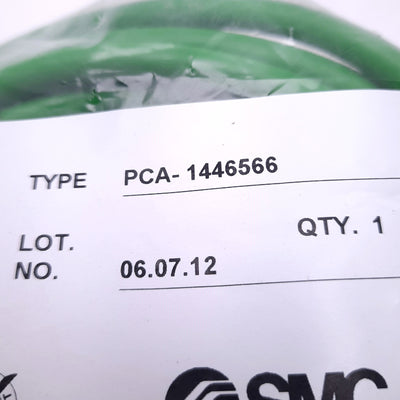 TYPE PCA- 1446566
QTY. 1
LOT.
NO. 06.07.12
SMC